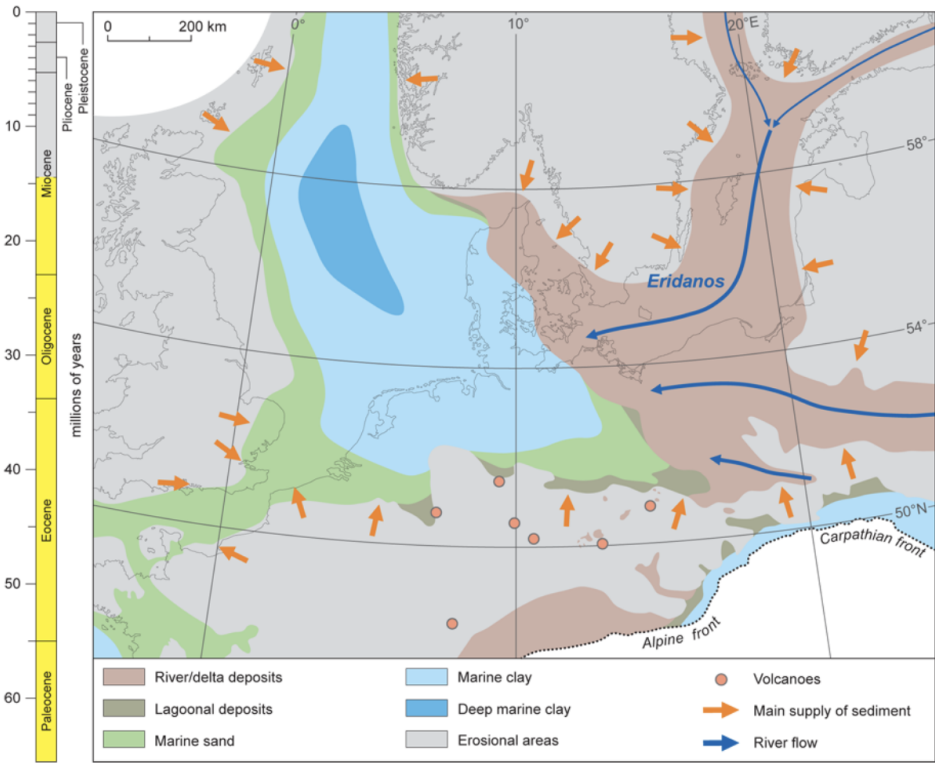 0
10
20
30
40
50
60
millions of years
Pleistocene
Pliocene
Miocene
Oligocene
Eocene
Paleocene
0 200 km
0°
10°
20°E
58°
54°
50°N
Eridanos
Carpathian front
Alpine front
River/delta deposits
Lagoonal deposits
Marine sand
Marine clay
Deep marine clay
Erosional areas
Volcanoes
Main supply of sediment
River flow